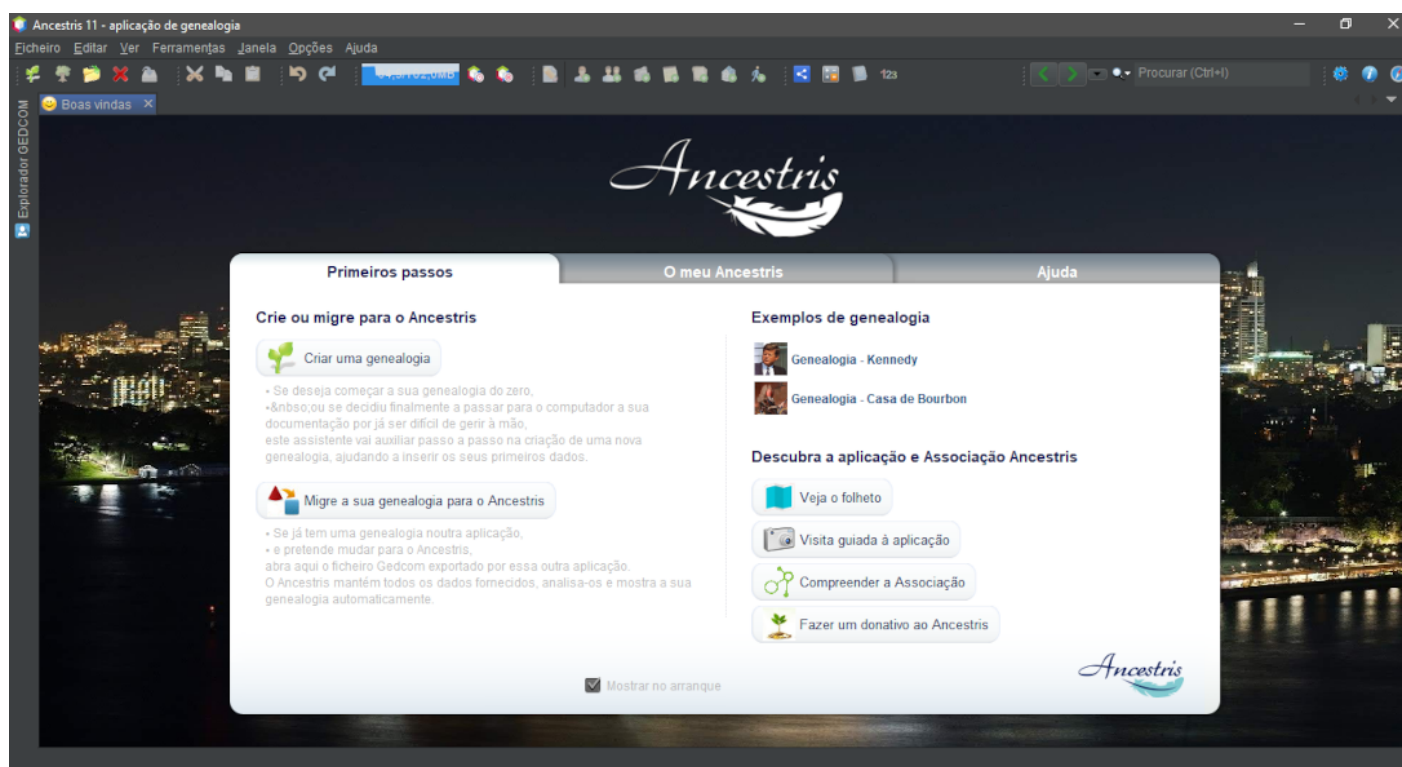 Ancestris 11 - aplicação de genealogia
Ficheiro Editar Ver Ferramentas Janela Opções Ajuda
123
Procurar (Ctrl+I)
Explorador GEDCOM
Boas vindas
Ancestris
Primeiros passos
O meu Ancestris
Ajuda
Crie ou migre para o Ancestris
Criar uma genealogia
• Se deseja começar a sua genealogia do zero,
•&nbso;ou se decidiu finalmente a passar para o computador a sua
documentação por já ser difícil de gerir à mão,
este assistente vai auxiliar passo a passo na criação de uma nova
genealogia, ajudando a inserir os seus primeiros dados.
Migre a sua genealogia para o Ancestris
• Se já tem uma genealogia noutra aplicação,
• e pretende mudar para o Ancestris,
abra aqui o ficheiro Gedcom exportado por essa outra aplicação.
O Ancestris mantém todos os dados fornecidos, analisa-os e mostra a sua
genealogia automaticamente.
Exemplos de genealogia
Genealogia - Kennedy
Genealogia - Casa de Bourbon
Descubra a aplicação e Associação Ancestris
Veja o folheto
Visita guiada à aplicação
Compreender a Associação
Fazer um donativo ao Ancestris
Ancestris
Mostrar no arranque